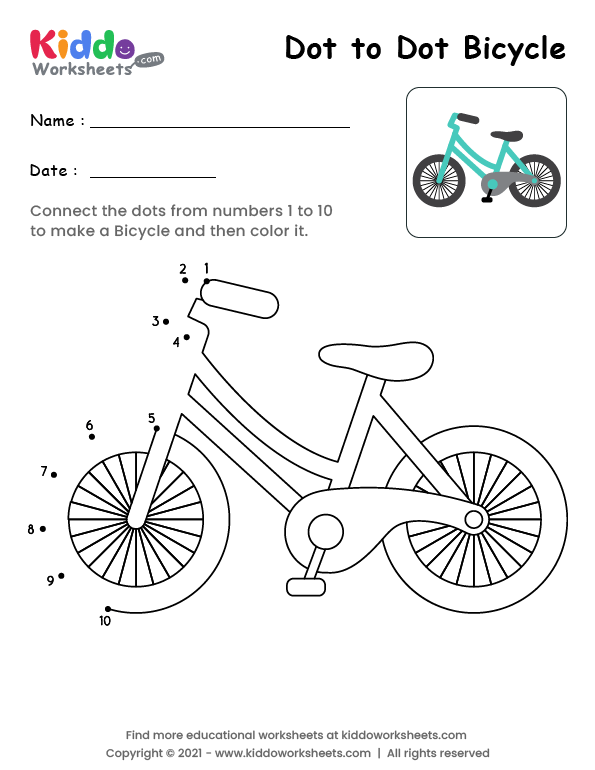 Kiddo
Worksheets .com
Dot to Dot Bicycle
Name :
Date :
Connect the dots from numbers 1 to 10
to make a Bicycle and then color it.
2 1
3
4
5
6
7
8
9
10
Find more educational worksheets at kiddoworksheets.com
Copyright © 2021 - www.kiddoworksheets.com | All rights reserved